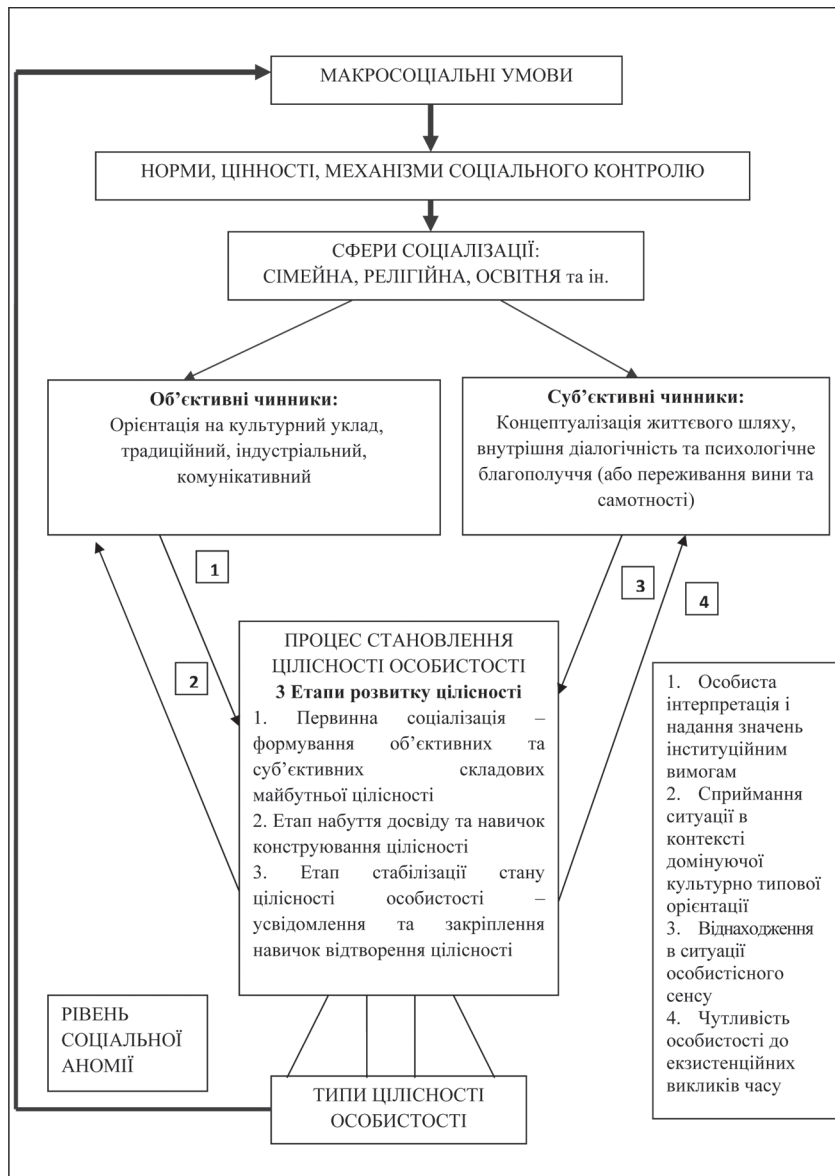 МАКРОСОЦІАЛЬНІ УМОВИ
НОРМИ, ЦІННОСТІ, МЕХАНІЗМИ СОЦІАЛЬНОГО КОНТРОЛЮ
СФЕРИ СОЦІАЛІЗАЦІЇ:
СІМЕЙНА, РЕЛІГІЙНА, ОСВІТНЯ та ін.
Об’єктивні чинники:
Орієнтація на культурний уклад,
традиційний, індустріальний,
комунікативний
Суб’єктивні чинники:
Концептуалізація життєвого шляху,
внутрішня діалогічність та психологічне
благополуччя (або переживання вини та
самотності)
1
2
3
4
ПРОЦЕС СТАНОВЛЕННЯ
ЦІЛІСНОСТІ ОСОБИСТОСТІ
3 Етапи розвитку цілісності
1. Первинна соціалізація –
формування об’єктивних та
суб’єктивних складових
майбутньої цілісності
2. Етап набуття досвіду та навичок
конструювання цілісності
3. Етап стабілізації стану
цілісності особистості –
усвідомлення та закріплення
навичок відтворення цілісності
1. Особиста
інтерпретація і
надання значень
інституційним
вимогам
2. Сприймання
ситуації в
контексті
домінуючої
культурно типової
орієнтації
3. Віднаходження
в ситуації
особистісного
сенсу
4. Чутливість
особистості до
екзистенційних
викликів часу
РІВЕНЬ
СОЦІАЛЬНОЇ
АНОМІЇ
ТИПИ ЦІЛІСНОСТІ
ОСОБИСТОСТІ